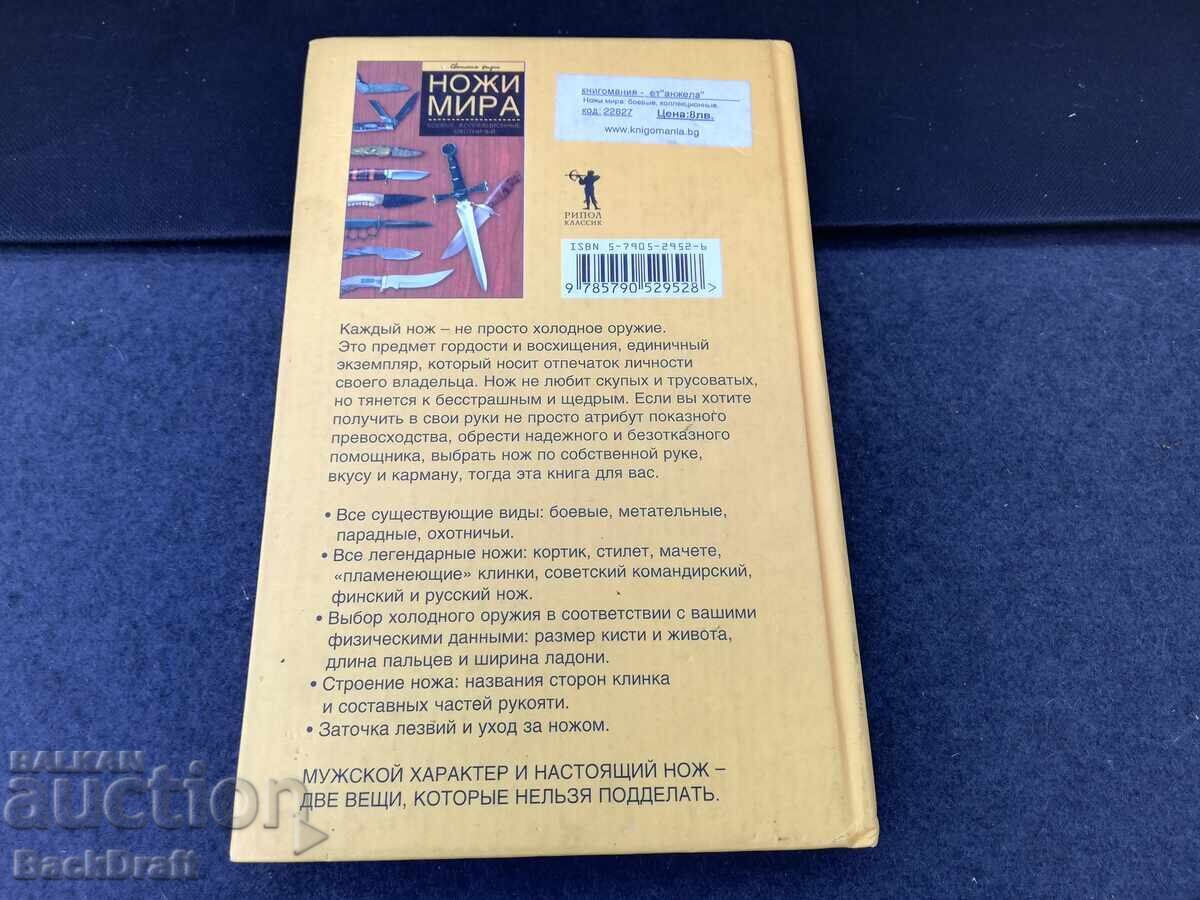 НОЖИ
МИРА
БОЕВЫЕ, КОЛЛЕКЦИОННЫЕ,
ОХОТНИЧЬИ
книгомания - ет"анжела"
Ножи мира: боевые, коллекционные,
код: 22827 Цена:8лв.
www.knigomania.bg
РИПОЛ
КЛАССИК
ISBN 5-7905-2952-6
9 785790 529528 >
Каждый нож – не просто холодное оружие.
Это предмет гордости и восхищения, единичный
экземпляр, который носит отпечаток личности
своего владельца. Нож не любит скупых и трусоватых,
но тянется к бесстрашным и щедрым. Если вы хотите
получить в свои руки не просто атрибут показного
превосходства, обрести надежного и безотказного
помощника, выбрать нож по собственной руке,
вкусу и карману, тогда эта книга для вас.
• Все существующие виды: боевые, метательные,
парадные, охотничьи.
• Все легендарные ножи: кортик, стилет, мачете,
«пламенеющие» клинки, советский командирский,
финский и русский нож.
• Выбор холодного оружия в соответствии с вашими
физическими данными: размер кисти и живота,
длина пальцев и ширина ладони.
• Строение ножа: названия сторон клинка
и составных частей рукояти.
• Заточка лезвий и уход за ножом.
МУЖСКОЙ ХАРАКТЕР И НАСТОЯЩИЙ НОЖ –
ДВЕ ВЕЩИ, КОТОРЫЕ НЕЛЬЗЯ ПОДДЕЛАТЬ.
BALKAN
auction
BackDraft